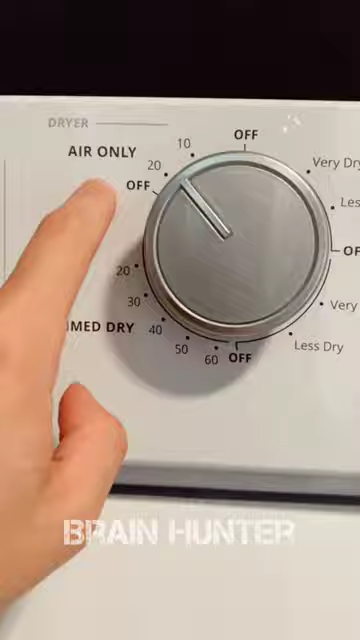 DRYER
AIR ONLY
OFF
10
20
OFF
Very Dry
Les
OF
Very
Less Dry
20
30
IMED DRY
40
50
60
OFF
BRAIN HUNTER